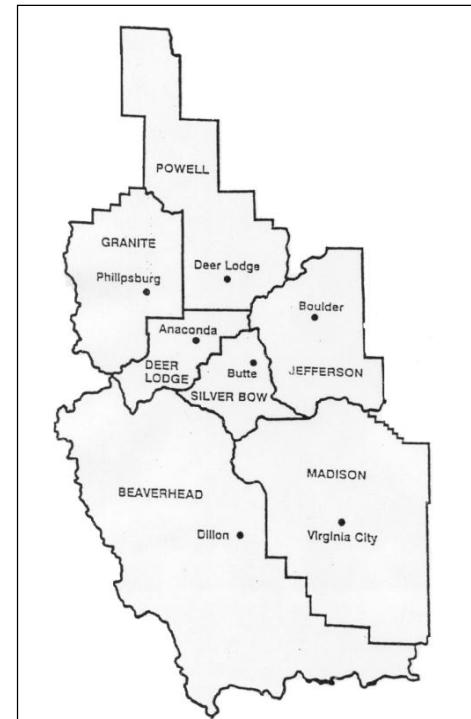 POWELL
GRANITE
Deer Lodge
Philipsburg
Boulder
Anaconda
DEER
LODGE
Butte
JEFFERSON
SILVER BOW
MADISON
BEAVERHEAD
Virginia City
Dillon